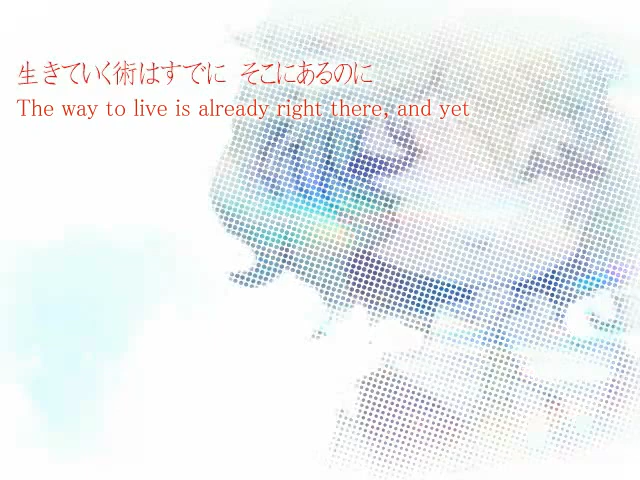 生きていく術はすでに そこにあるのに
The way to live is already right there, and yet